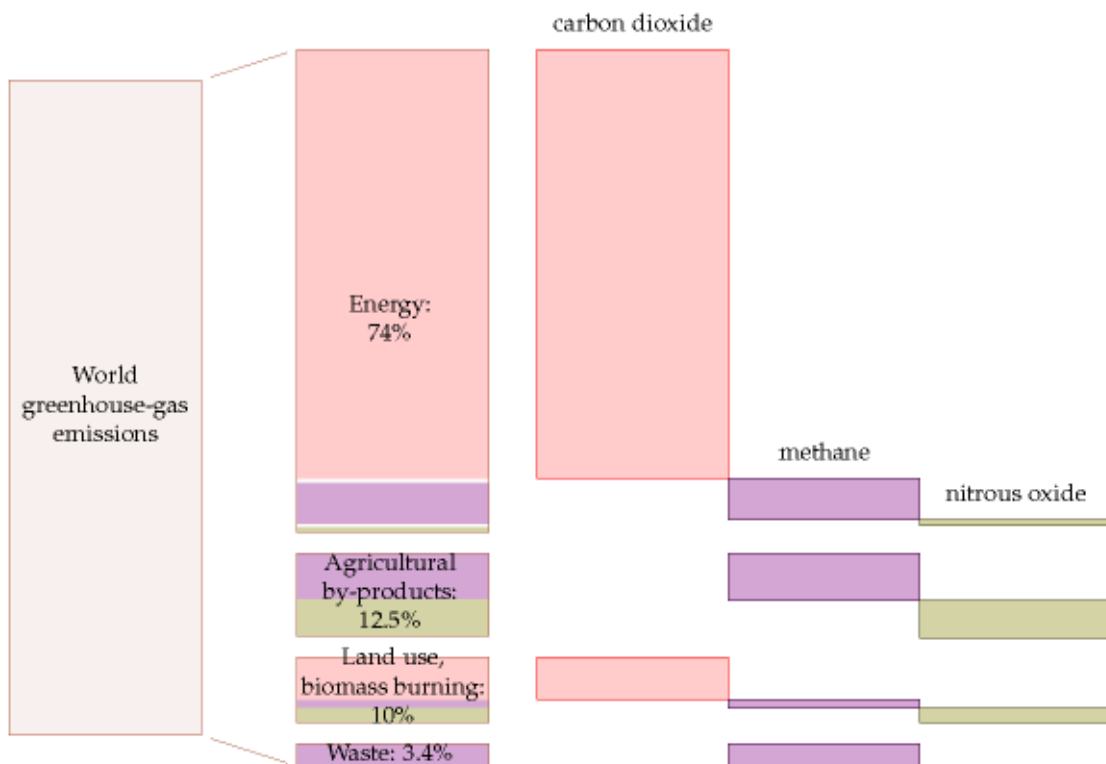 carbon dioxide
Energy:
74%
World
greenhouse-gas
emissions
methane
nitrous oxide
Agricultural
by-products:
12.5%
Land use,
biomass burning:
10%
Waste: 3.4%